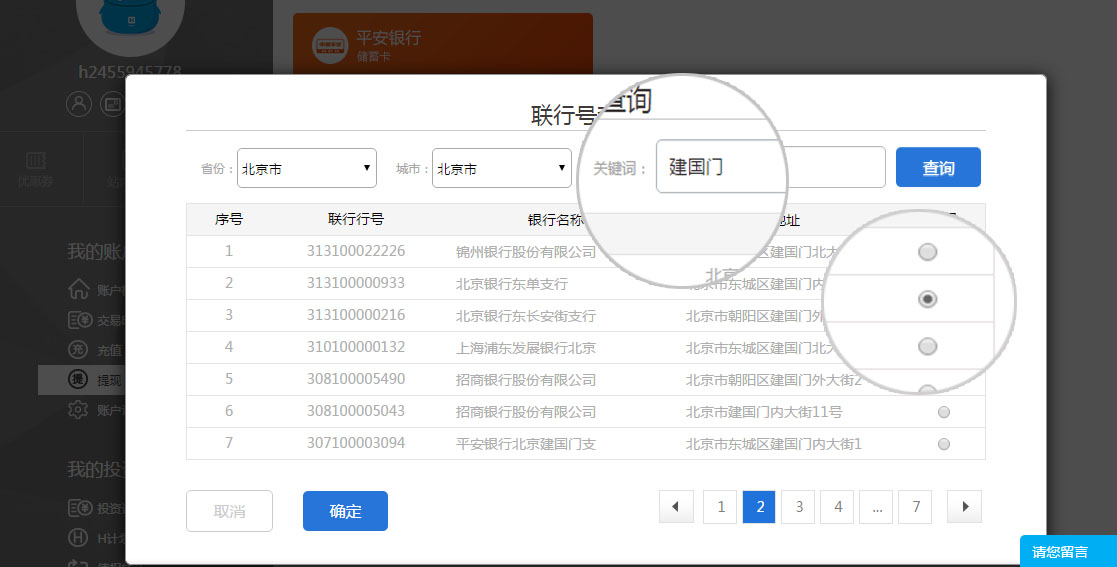 平安银行
储蓄卡
h2455945778
优惠券
我的账
账户
交易
充值
提现
账户
我的投
投资
H计
联行号查询
省份： 北京市 城市： 北京市 关键词： 建国门 查询
序号 联行行号 银行名称 地址
1 313100022226 锦州银行股份有限公司 区建国门北大
2 313100000933 北京银行东单支行 北京市东城区建国门内
3 313100000216 北京银行东长安街支行 北京市朝阳区建国门外
4 310100000132 上海浦东发展银行北京 北京市东城区建国门北大
5 308100005490 招商银行股份有限公司 北京市朝阳区建国门外大街2
6 308100005043 招商银行股份有限公司 北京市建国门内大街11号
7 307100003094 平安银行北京建国门支 北京市东城区建国门内大街1
取消 确定 1 2 3 4 ... 7
请您留言